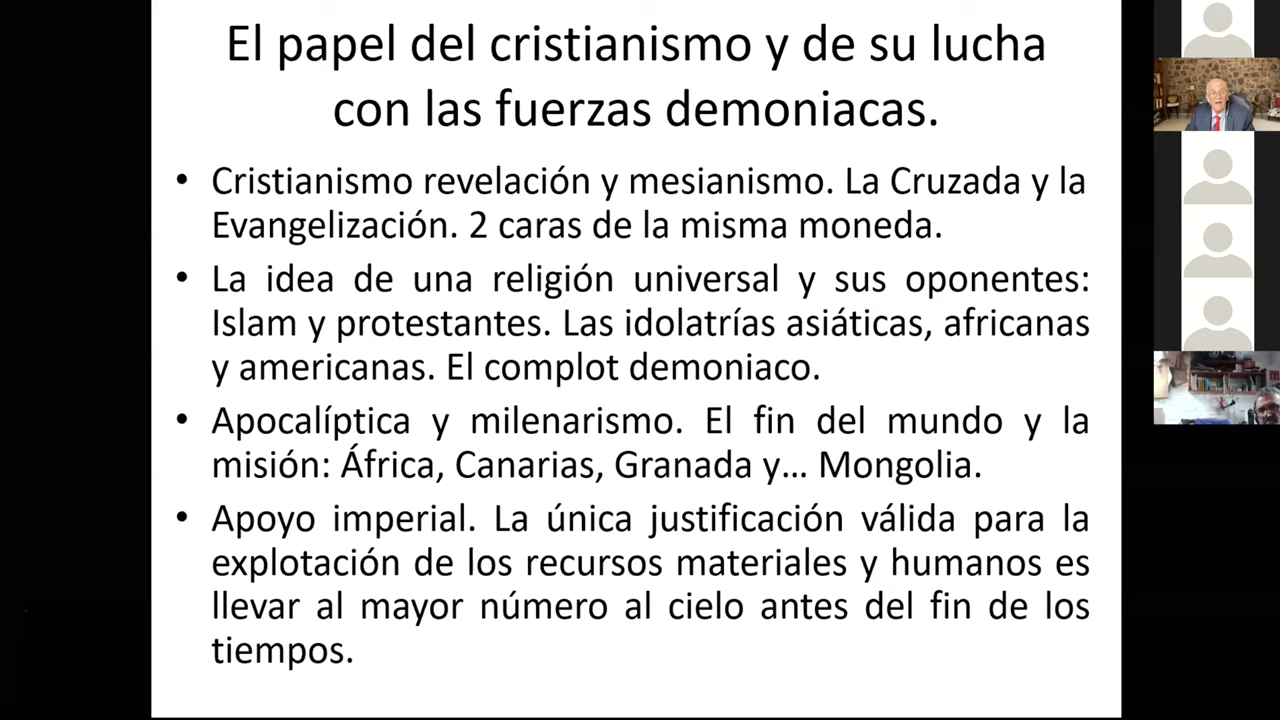 El papel del cristianismo y de su lucha
con las fuerzas demoniacas.
• Cristianismo revelación y mesianismo. La Cruzada y la
Evangelización. 2 caras de la misma moneda.
• La idea de una religión universal y sus oponentes:
Islam y protestantes. Las idolatrías asiáticas, africanas
y americanas. El complot demoniaco.
• Apocalíptica y milenarismo. El fin del mundo y la
misión: África, Canarias, Granada y... Mongolia.
• Apoyo imperial. La única justificación válida para la
explotación de los recursos materiales y humanos es
llevar al mayor número al cielo antes del fin de los
tiempos.